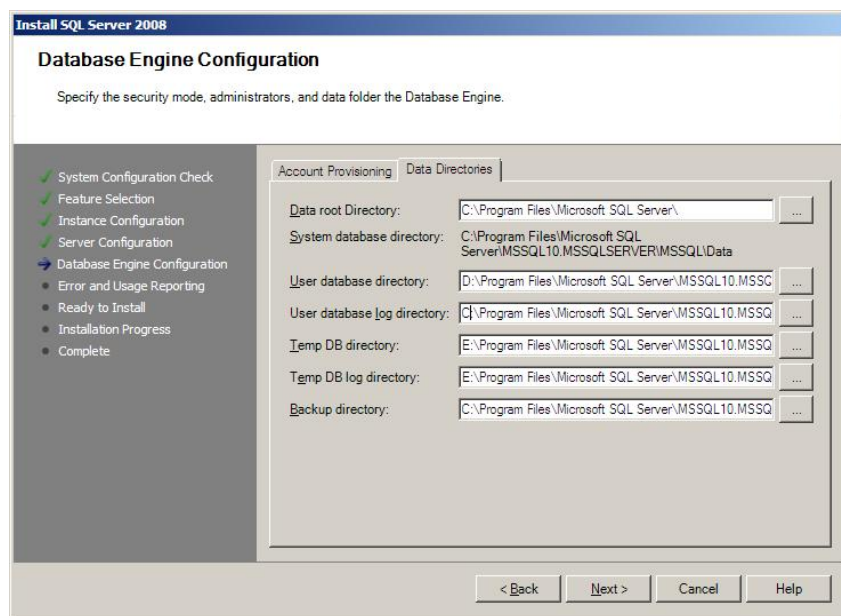 Install SQL Server 2008
Database Engine Configuration
Specify the security mode, administrators, and data folder the Database Engine.
System Configuration Check
Feature Selection
Instance Configuration
Server Configuration
Database Engine Configuration
Error and Usage Reporting
Ready to Install
Installation Progress
Complete
Account Provisioning Data Directories
Data root Directory: C:\Program Files\Microsoft SQL Server\ ...
System database directory: C:\Program Files\Microsoft SQL
Server\MSSQL10.MSSQLSERVER\MSSQL\Data
User database directory: D:\Program Files\Microsoft SQL Server\MSSQL10.MSSQ ...
User database log directory: C:\Program Files\Microsoft SQL Server\MSSQL10.MSSQ ...
Temp DB directory: E:\Program Files\Microsoft SQL Server\MSSQL10.MSSQ ...
Temp DB log directory: E:\Program Files\Microsoft SQL Server\MSSQL10.MSSQ ...
Backup directory: C:\Program Files\Microsoft SQL Server\MSSQL10.MSSQ ...
< Back Next > Cancel Help